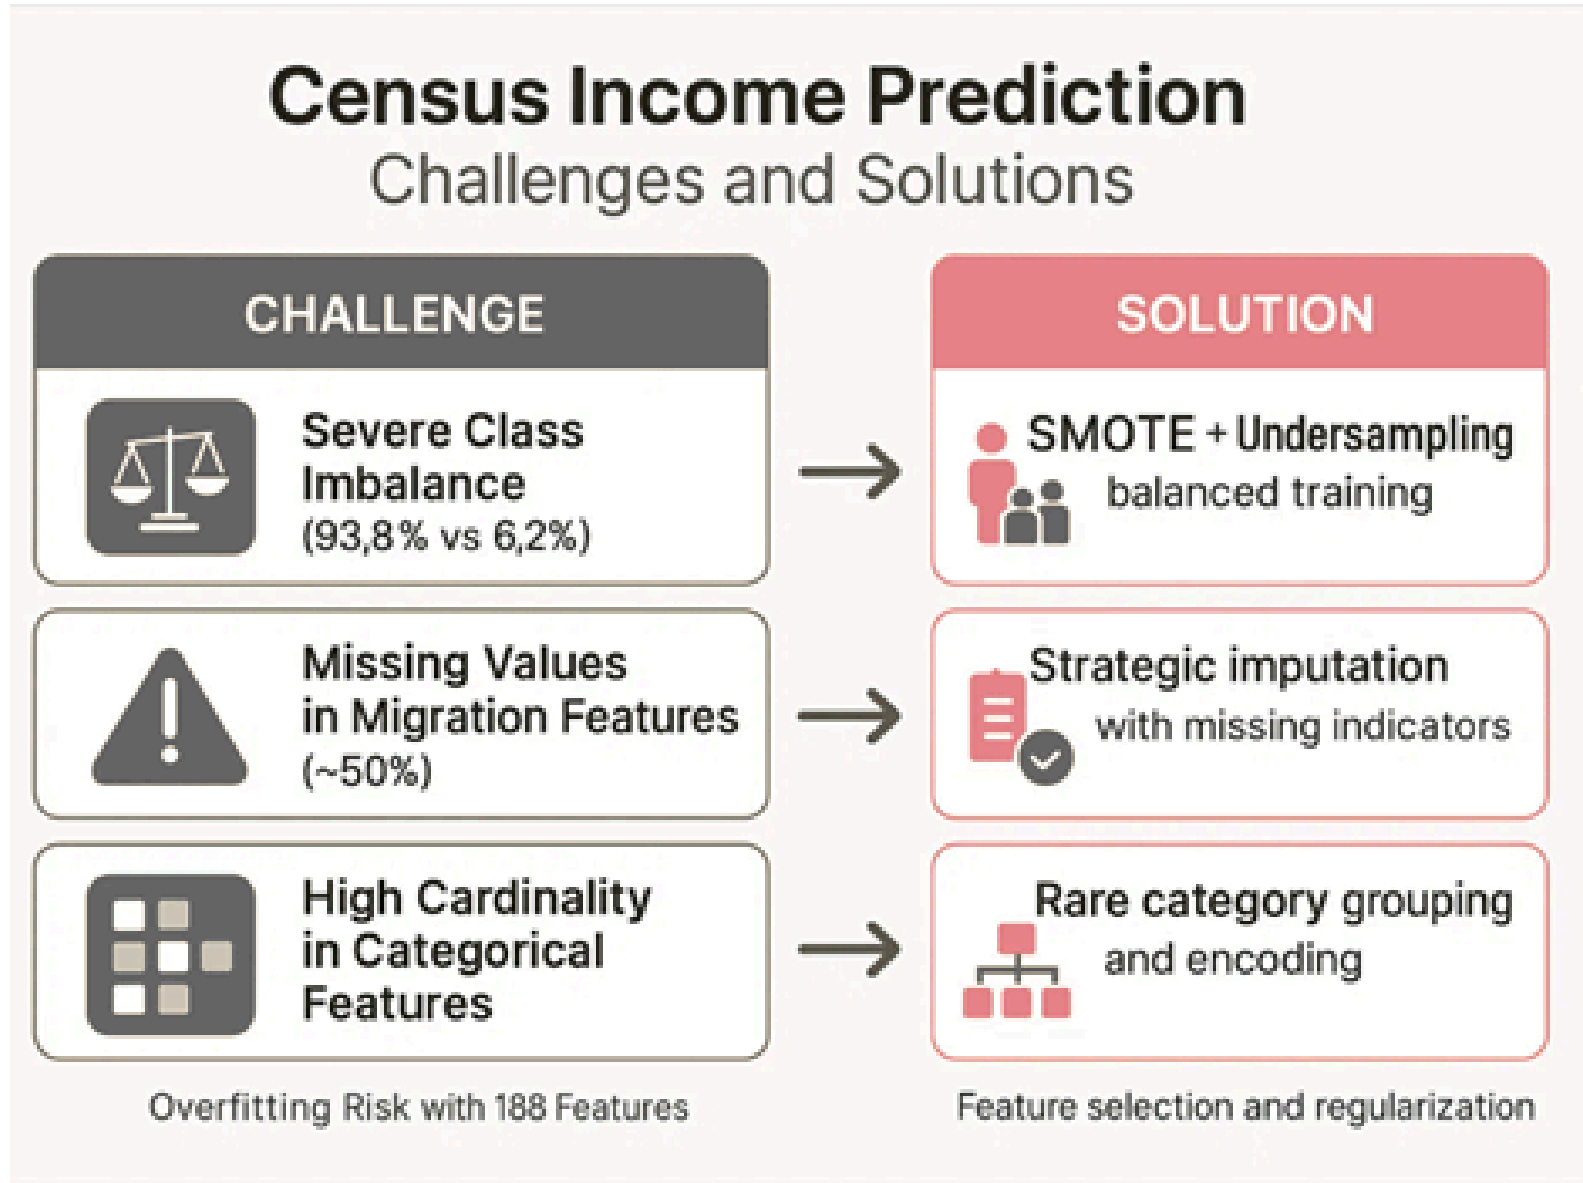 Census Income Prediction
Challenges and Solutions
CHALLENGE
SOLUTION
Severe Class
Imbalance
(93,8% vs 6,2%)
SMOTE + Undersampling
balanced training
Missing Values
in Migration Features
(~50%)
Strategic imputation
with missing indicators
High Cardinality
in Categorical
Features
Rare category grouping
and encoding
Overfitting Risk with 188 Features
Feature selection and regularization